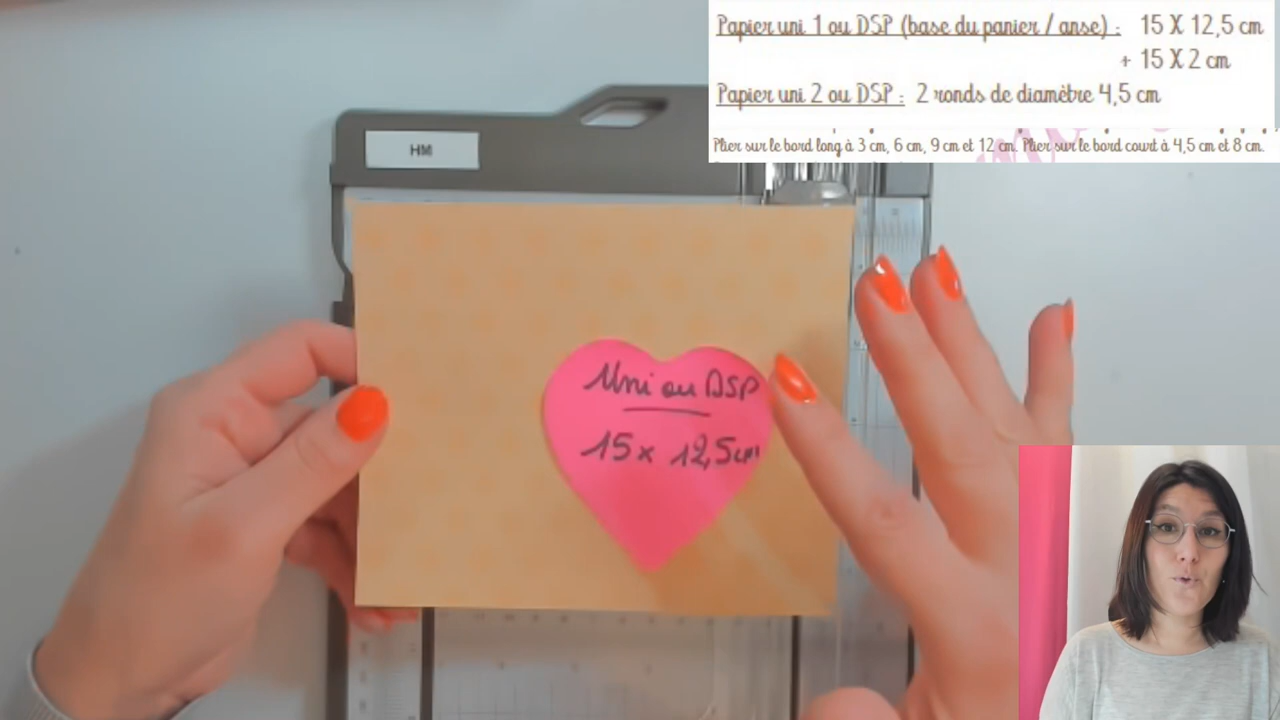 Papier uni 1 ou DSP (base du panier / anse) : 15 X 12,5 cm
+ 15 X 2 cm
Papier uni 2 ou DSP : 2 ronds de diamètre 4,5 cm
Plier sur le bord long à 3 cm, 6 cm, 9 cm et 12 cm. Plier sur le bord court à 4,5 cm et 8 cm.
HM
Uni ou DSP
15 x 12,5cm